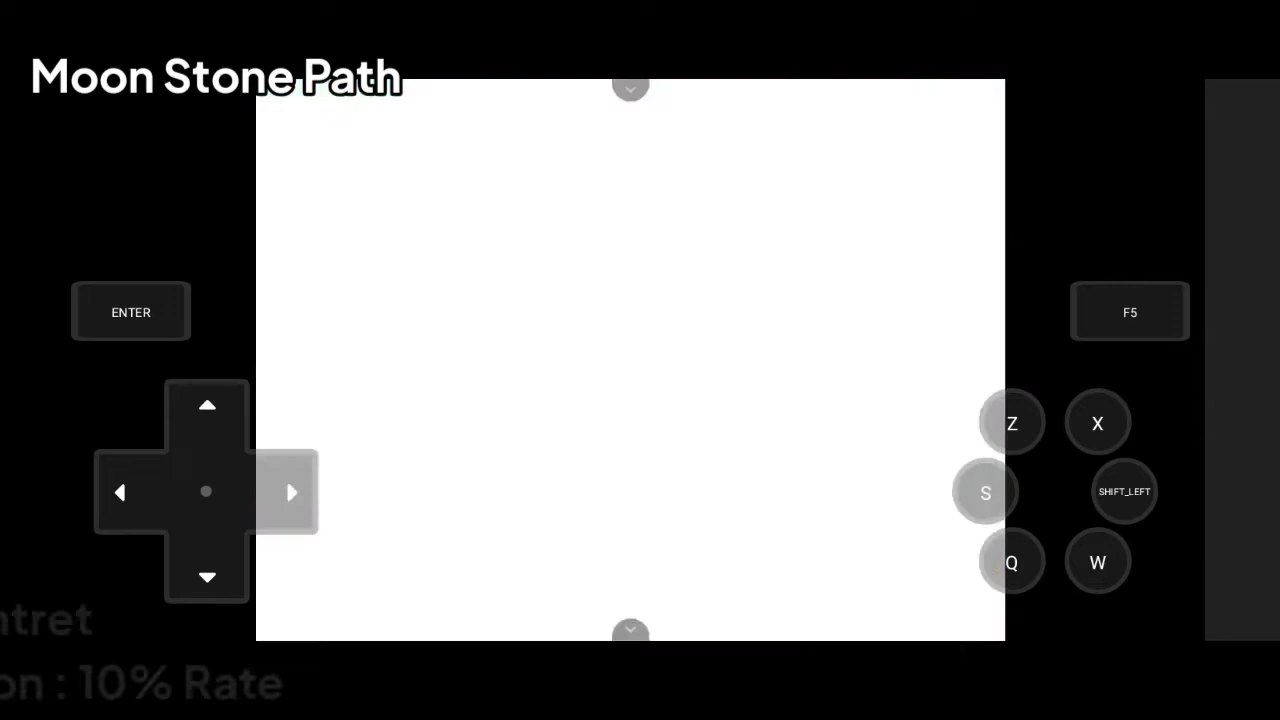 Moon Stone Path
ENTER
F5
Z
X
S
SHIFT_LEFT
Q
W
ntret
on : 10% Rate